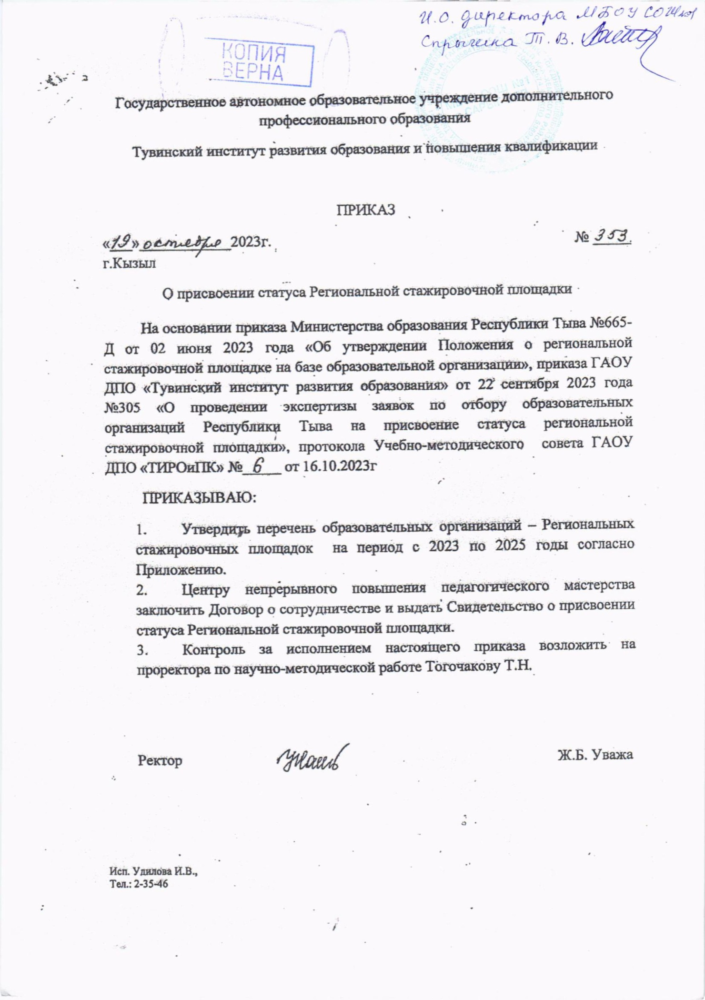 И.О. директора МБОУ СОШ№1
Спрыгина Т.В.
КОПИЯ
ВЕРНА
Государственное автономное образовательное учреждение дополнительного
профессионального образования
Тувинский институт развития образования и повышения квалификации
ПРИКАЗ
«19» октября 2023г.
№ 353.
г.Кызыл
О присвоении статуса Региональной стажировочной площадки
На основании приказа Министерства образования Республики Тыва №665-
Д от 02 июня 2023 года «Об утверждении Положения о региональной
стажировочной площадке на базе образовательной организации», приказа ГАОУ
ДПО «Тувинский институт развития образования» от 22 сентября 2023 года
№305 «О проведении экспертизы заявок по отбору образовательных
организаций Республики Тыва на присвоение статуса региональной
стажировочной площадки», протокола Учебно-методического совета ГАОУ
ДПО «ТИРОиПК» № 6 от 16.10.2023г
ПРИКАЗЫВАЮ:
1. Утвердить перечень образовательных организаций – Региональных
стажировочных площадок на период с 2023 по 2025 годы согласно
Приложению.
2. Центру непрерывного повышения педагогического мастерства
заключить Договор о сотрудничестве и выдать Свидетельство о присвоении
статуса Региональной стажировочной площадки.
3. Контроль за исполнением настоящего приказа возложить на
проректора по научно-методической работе Тогочакову Т.Н.
Ректор
Ж.Б. Уважа
Исп. Удилова И.В.,
Тел.: 2-35-46